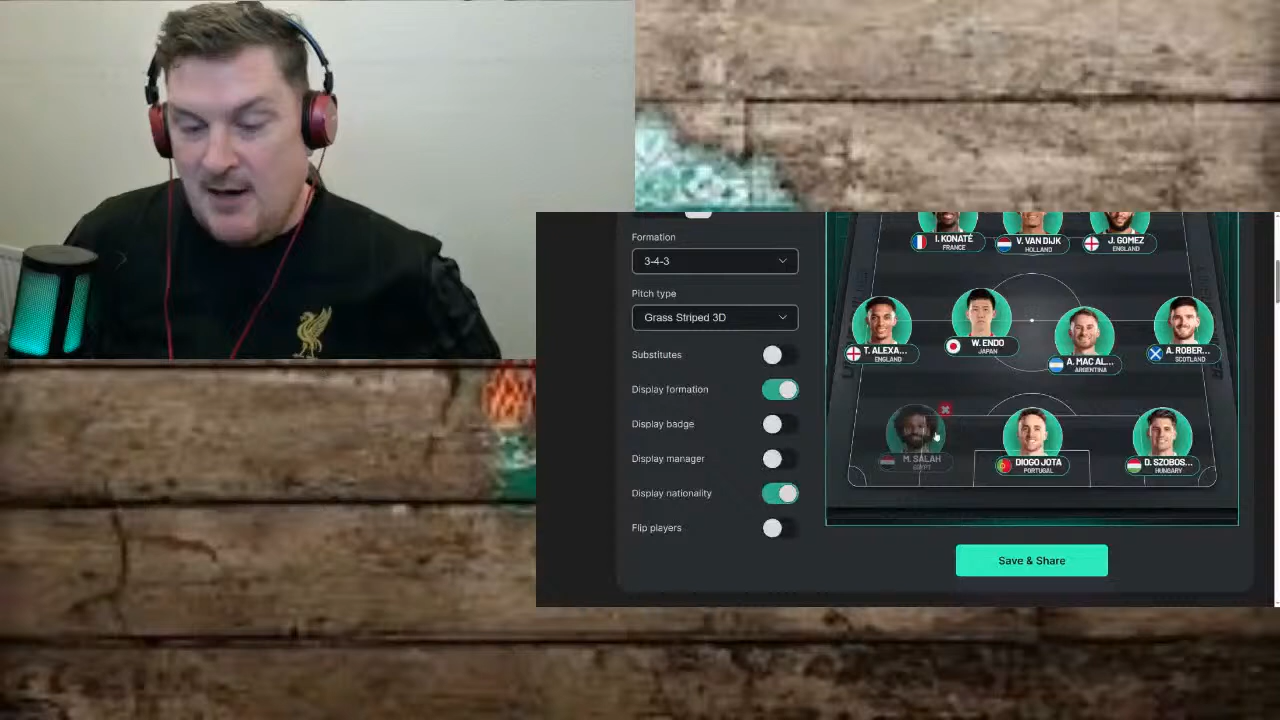 Formation
3-4-3
Pitch type
Grass Striped 3D
Substitutes
Display formation
Display badge
Display manager
Display nationality
Flip players
I. KONATÉ
FRANCE
V. VAN DIJK
HOLLAND
J. GOMEZ
ENGLAND
T. ALEXA...
ENGLAND
W. ENDO
JAPAN
A. MAC AL...
ARGENTINA
A. ROBER...
SCOTLAND
M. SALAH
EGYPT
DIOGO JOTA
PORTUGAL
D. SZOBOS...
HUNGARY
Save & Share